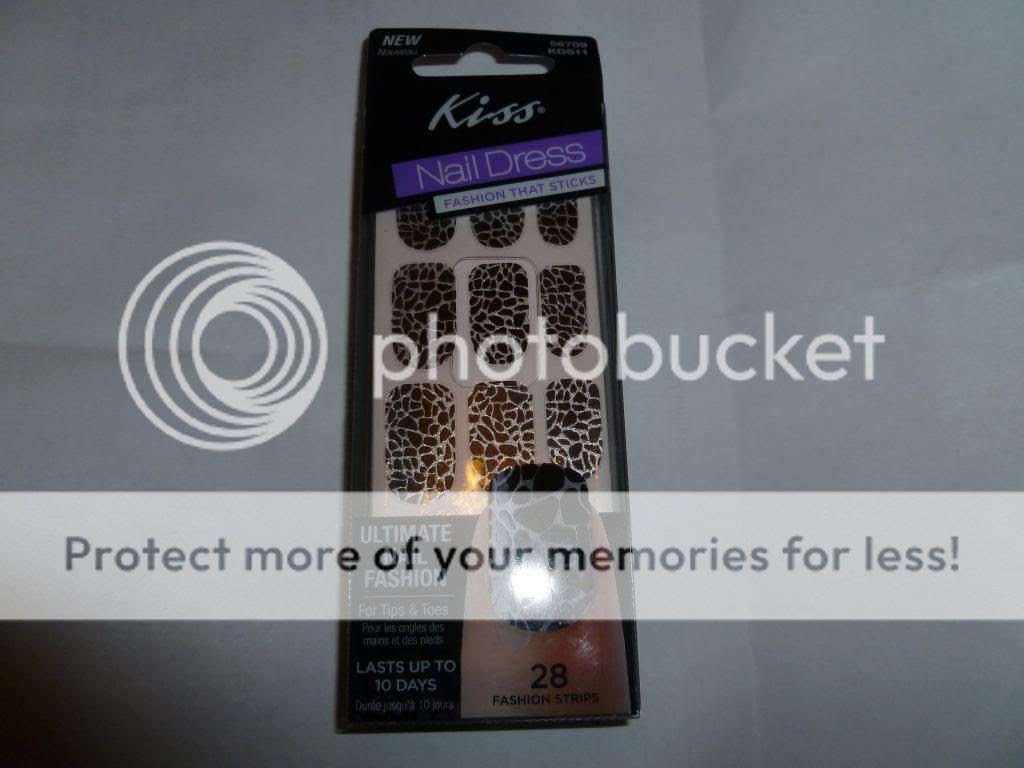 NEW
Nouveau
56709
KDS11
Kiss®
Nail Dress
FASHION THAT STICKS
photobucket
Protect more of your memories for less!
ULTIMATE
NAIL
FASHION
For Tips & Toes
Pour les ongles des
mains et des pieds
LASTS UP TO
10 DAYS
Durée jusqu'à 10 jours
28
FASHION STRIPS